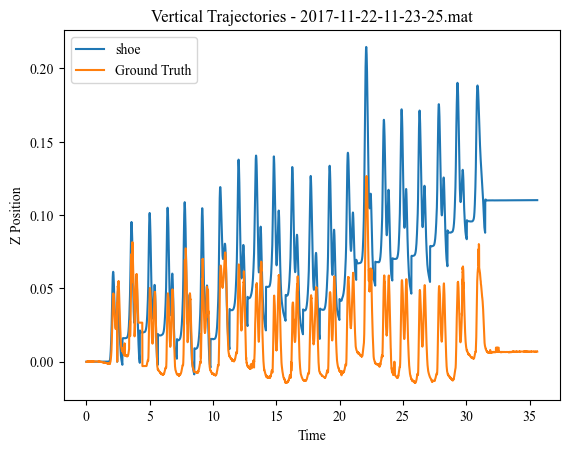 Vertical Trajectories - 2017-11-22-11-23-25.mat
shoe
Ground Truth
Z Position
0.20
0.15
0.10
0.05
0.00
0 5 10 15 20 25 30 35
Time